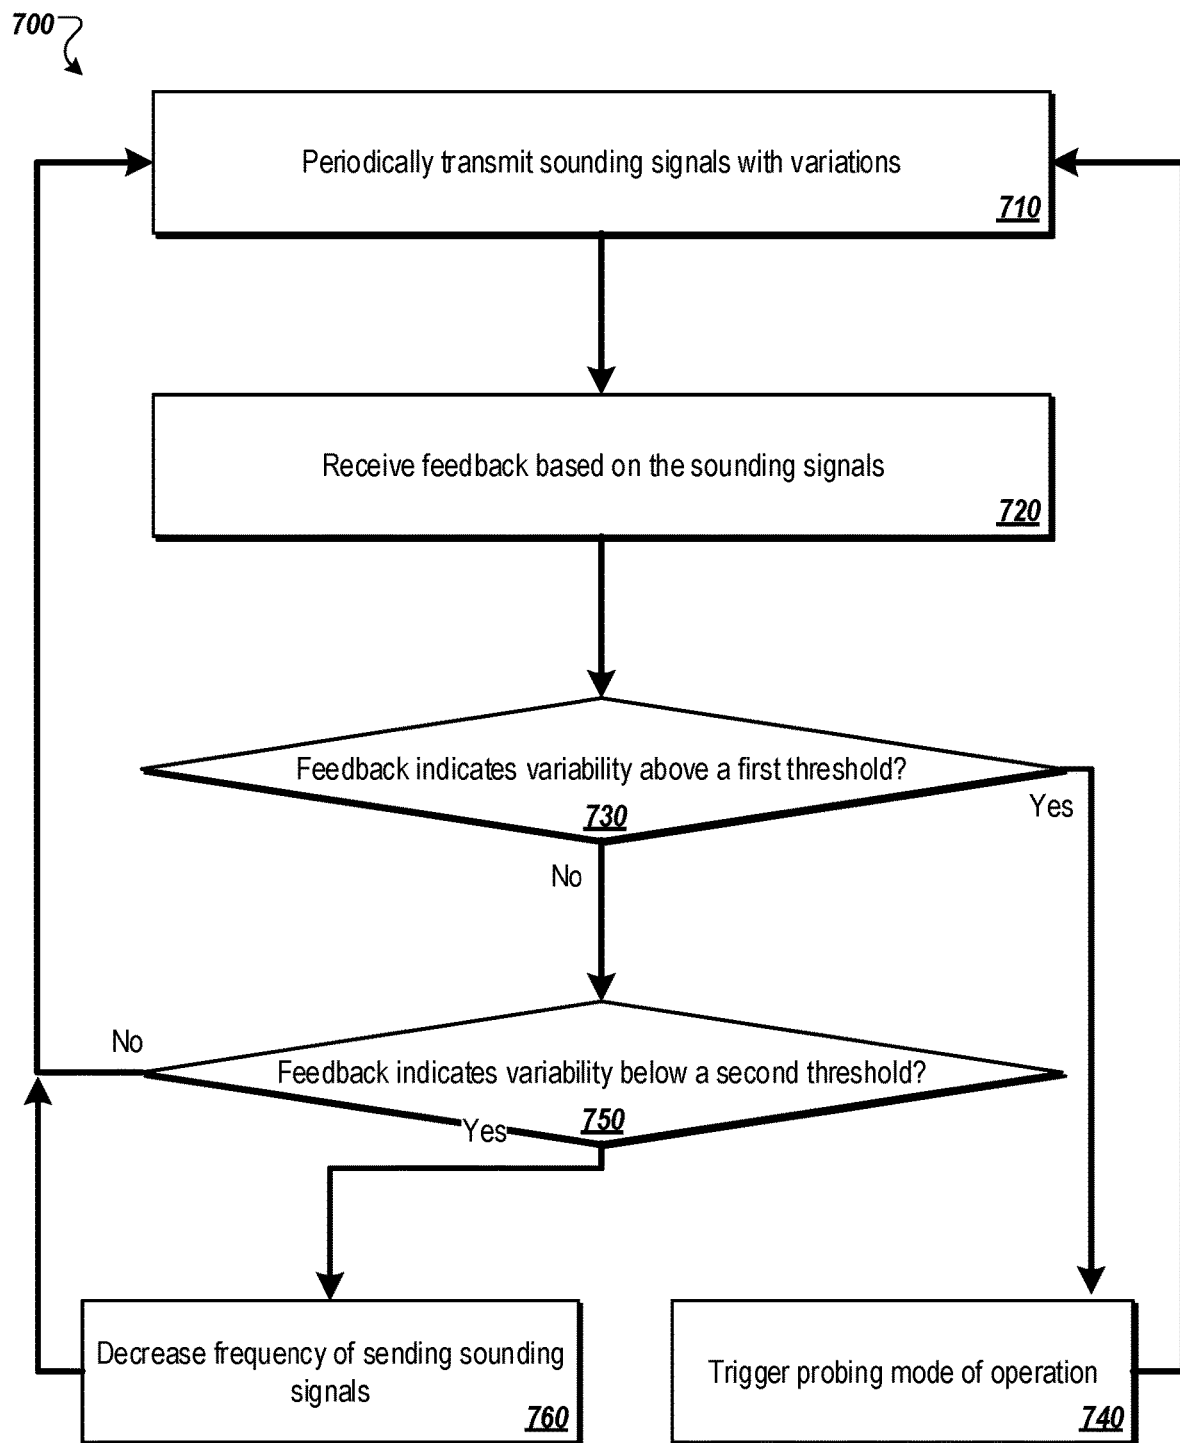 700
Periodically transmit sounding signals with variations
710
Receive feedback based on the sounding signals
720
Feedback indicates variability above a first threshold?
730
Yes
No
No
Feedback indicates variability below a second threshold?
750
Yes
Decrease frequency of sending sounding
signals
760
Trigger probing mode of operation
740